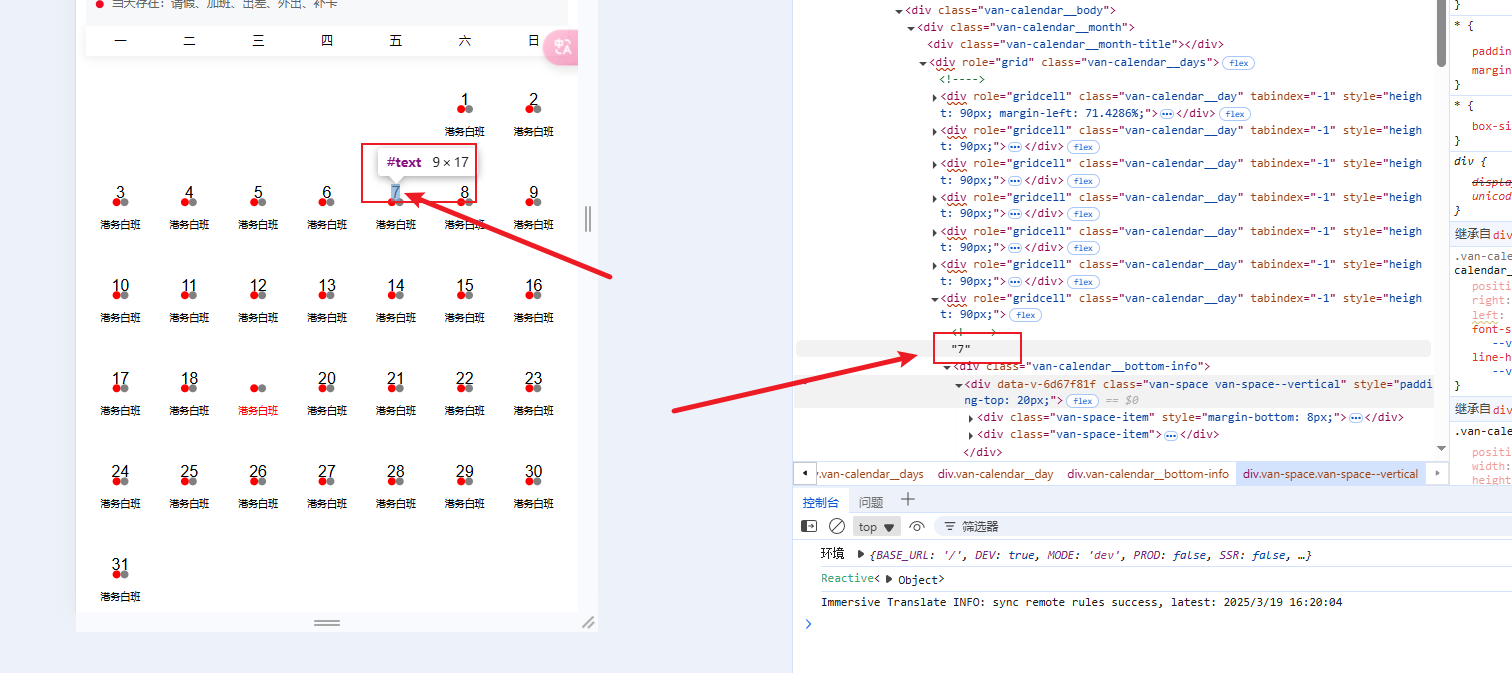 当天存在：请假、加班、出差、外出、补卡
一 二 三 四 五 六 日
1 2
港务白班 港务白班
#text 9 × 17
3 4 5 6 7 8 9
港务白班 港务白班 港务白班 港务白班 港务白班 港务白班 港务白班
10 11 12 13 14 15 16
港务白班 港务白班 港务白班 港务白班 港务白班 港务白班 港务白班
17 18 20 21 22 23
港务白班 港务白班 港务白班 港务白班 港务白班 港务白班 港务白班
24 25 26 27 28 29 30
港务白班 港务白班 港务白班 港务白班 港务白班 港务白班 港务白班
31
港务白班
<div class="van-calendar__body">
<div class="van-calendar__month">
<div class="van-calendar__month-title"></div>
<div role="grid" class="van-calendar__days"> flex
<!---->
<div role="gridcell" class="van-calendar__day" tabindex="-1" style="heigh
t: 90px; margin-left: 71.4286%;">⋯</div> flex
<div role="gridcell" class="van-calendar__day" tabindex="-1" style="heigh
t: 90px;">⋯</div> flex
<div role="gridcell" class="van-calendar__day" tabindex="-1" style="heigh
t: 90px;">⋯</div> flex
<div role="gridcell" class="van-calendar__day" tabindex="-1" style="heigh
t: 90px;">⋯</div> flex
<div role="gridcell" class="van-calendar__day" tabindex="-1" style="heigh
t: 90px;">⋯</div> flex
<div role="gridcell" class="van-calendar__day" tabindex="-1" style="heigh
t: 90px;">⋯</div> flex
<div role="gridcell" class="van-calendar__day" tabindex="-1" style="heigh
t: 90px;"> flex
"7"
<div class="van-calendar__bottom-info">
<div data-v-6d67f81f class="van-space van-space--vertical" style="paddi
ng-top: 20px;"> flex == $0
<div class="van-space-item" style="margin-bottom: 8px;">⋯</div>
<div class="van-space-item">⋯</div>
</div>
.van-calendar__days div.van-calendar__day div.van-calendar__bottom-info div.van-space.van-space--vertical
控制台 问题
top 筛选器
环境 {BASE_URL: '/', DEV: true, MODE: 'dev', PROD: false, SSR: false, …}
Reactive< Object>
Immersive Translate INFO: sync remote rules success, latest: 2025/3/19 16:20:04
}
* {
paddin
margin
}
* {
box-si
}
div {
displa
unicod
}
继承自 div
.van-cale
calendar_
positi
right:
left:
font-s
--v
line-h
--v
}
继承自 div
.van-cale
positi
width:
height